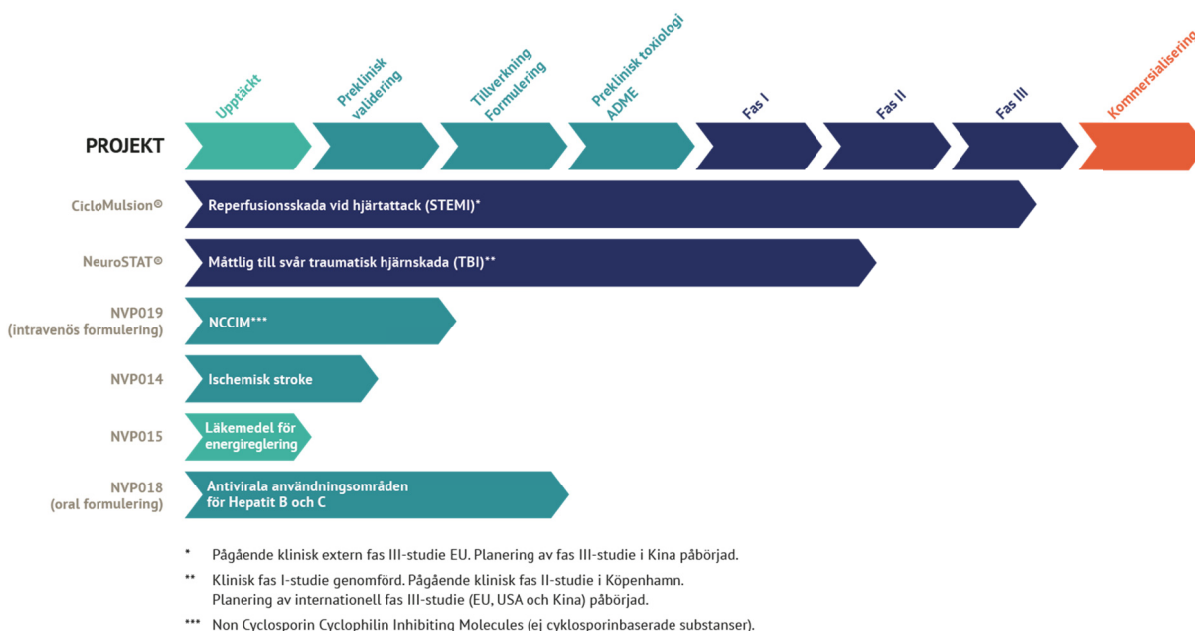 Upptäckt
Preklinisk
validering
Tillverkning
Formulering
Preklinisk toxiologi
ADME
Fas I
Fas II
Fas III
Kommersialisering
PROJEKT
CicloMulsion®
Reperfusionsskada vid hjärtattack (STEMI)*
NeuroSTAT®
Måttlig till svår traumatisk hjärnskada (TBI)**
NVP019
(intravenös formulering)
NCCIM***
NVP014
Ischemisk stroke
NVP015
Läkemedel för
energireglering
NVP018
(oral formulering)
Antivirala användningsområden
för Hepatit B och C
* Pågående klinisk extern fas III-studie EU. Planering av fas III-studie i Kina påbörjad.
** Klinisk fas I-studie genomförd. Pågående klinisk fas II-studie i Köpenhamn.
Planering av internationell fas III-studie (EU, USA och Kina) påbörjad.
*** Non Cyclosporin Cyclophilin Inhibiting Molecules (ej cyklosporinbaserade substanser).